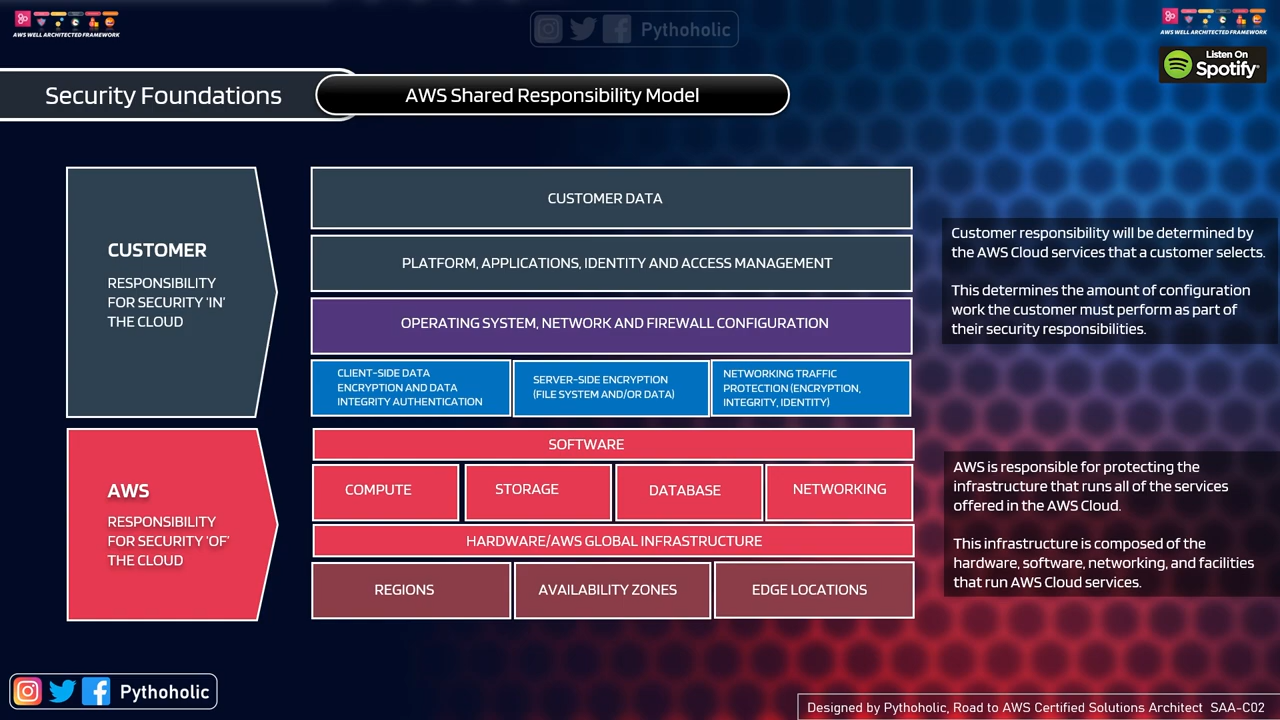 AWS WELL ARCHITECTED FRAMEWORK
Pythoholic
AWS WELL ARCHITECTED FRAMEWORK
Listen On
Spotify
Security Foundations
AWS Shared Responsibility Model
CUSTOMER
RESPONSIBILITY
FOR SECURITY 'IN'
THE CLOUD
CUSTOMER DATA
PLATFORM, APPLICATIONS, IDENTITY AND ACCESS MANAGEMENT
OPERATING SYSTEM, NETWORK AND FIREWALL CONFIGURATION
CLIENT-SIDE DATA
ENCRYPTION AND DATA
INTEGRITY AUTHENTICATION
SERVER-SIDE ENCRYPTION
(FILE SYSTEM AND/OR DATA)
NETWORKING TRAFFIC
PROTECTION (ENCRYPTION,
INTEGRITY, IDENTITY)
Customer responsibility will be determined by
the AWS Cloud services that a customer selects.
This determines the amount of configuration
work the customer must perform as part of
their security responsibilities.
AWS
RESPONSIBILITY
FOR SECURITY 'OF'
THE CLOUD
SOFTWARE
COMPUTE
STORAGE
DATABASE
NETWORKING
HARDWARE/AWS GLOBAL INFRASTRUCTURE
REGIONS
AVAILABILITY ZONES
EDGE LOCATIONS
AWS is responsible for protecting the
infrastructure that runs all of the services
offered in the AWS Cloud.
This infrastructure is composed of the
hardware, software, networking, and facilities
that run AWS Cloud services.
Pythoholic
Designed by Pythoholic, Road to AWS Certified Solutions Architect SAA-C02